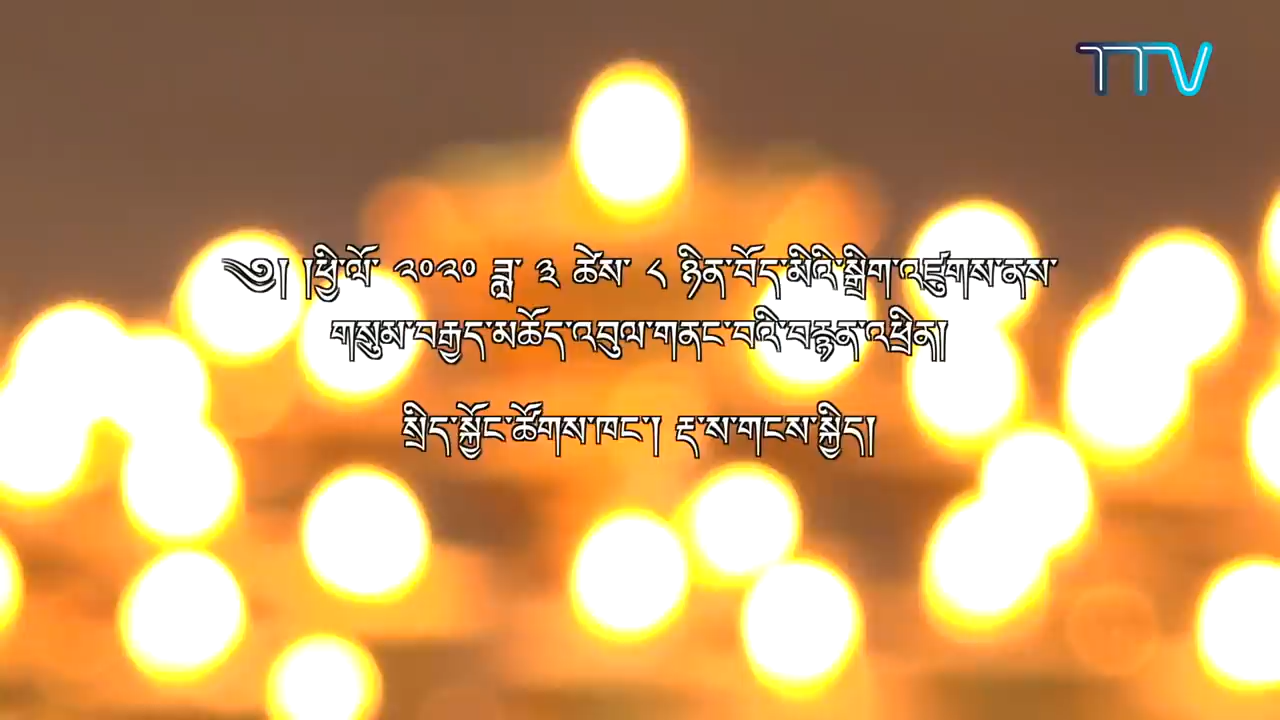 TTV
༄༅། །ཕྱི་ལོ་ ༢༠༢༠ ཟླ་ ༣ ཚེས་ ༨ ཉིན་བོད་མིའི་སྒྲིག་འཛུགས་ནས་
གསུམ་བརྒྱད་མཆོད་འབུལ་གནང་བའི་བརྙན་འཕྲིན།
སྲིད་སྐྱོང་ཚོགས་ཁང་། རྡ་ས་གངས་སྐྱིད།